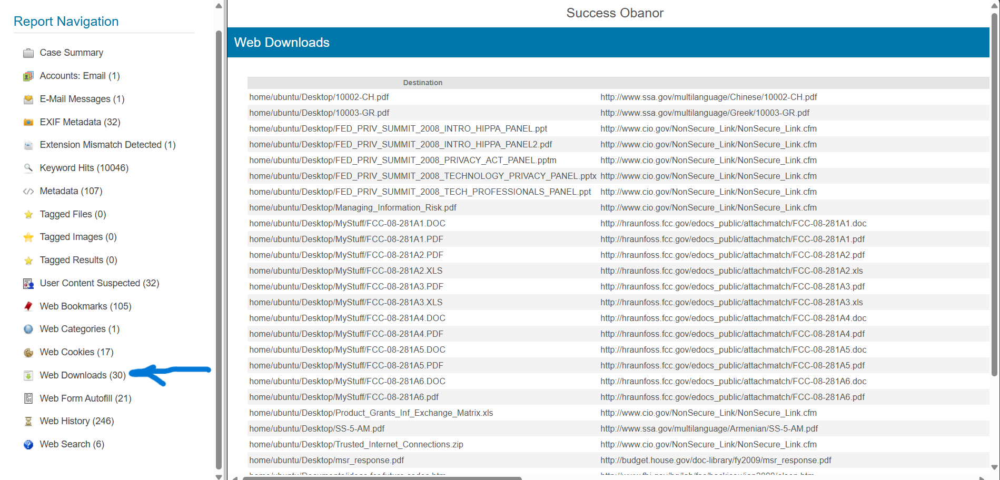 Report Navigation
Case Summary
Accounts: Email (1)
E-Mail Messages (1)
EXIF Metadata (32)
Extension Mismatch Detected (1)
Keyword Hits (10046)
Metadata (107)
Tagged Files (0)
Tagged Images (0)
Tagged Results (0)
User Content Suspected (32)
Web Bookmarks (105)
Web Categories (1)
Web Cookies (17)
Web Downloads (30)
Web Form Autofill (21)
Web History (246)
Web Search (6)
Success Obanor
Web Downloads
Destination
home/ubuntu/Desktop/10002-CH.pdf http://www.ssa.gov/multilanguage/Chinese/10002-CH.pdf
home/ubuntu/Desktop/10003-GR.pdf http://www.ssa.gov/multilanguage/Greek/10003-GR.pdf
home/ubuntu/Desktop/FED_PRIV_SUMMIT_2008_INTRO_HIPPA_PANEL.ppt http://www.cio.gov/NonSecure_Link/NonSecure_Link.cfm
home/ubuntu/Desktop/FED_PRIV_SUMMIT_2008_INTRO_HIPPA_PANEL2.pdf http://www.cio.gov/NonSecure_Link/NonSecure_Link.cfm
home/ubuntu/Desktop/FED_PRIV_SUMMIT_2008_PRIVACY_ACT_PANEL.pptm http://www.cio.gov/NonSecure_Link/NonSecure_Link.cfm
home/ubuntu/Desktop/FED_PRIV_SUMMIT_2008_TECHNOLOGY_PRIVACY_PANEL.pptx http://www.cio.gov/NonSecure_Link/NonSecure_Link.cfm
home/ubuntu/Desktop/FED_PRIV_SUMMIT_2008_TECH_PROFESSIONALS_PANEL.ppt http://www.cio.gov/NonSecure_Link/NonSecure_Link.cfm
home/ubuntu/Desktop/Managing_Information_Risk.pdf http://www.cio.gov/NonSecure_Link/NonSecure_Link.cfm
home/ubuntu/Desktop/MyStuff/FCC-08-281A1.DOC http://hraunfoss.fcc.gov/edocs_public/attachmatch/FCC-08-281A1.doc
home/ubuntu/Desktop/MyStuff/FCC-08-281A1.PDF http://hraunfoss.fcc.gov/edocs_public/attachmatch/FCC-08-281A1.pdf
home/ubuntu/Desktop/MyStuff/FCC-08-281A2.PDF http://hraunfoss.fcc.gov/edocs_public/attachmatch/FCC-08-281A2.pdf
home/ubuntu/Desktop/MyStuff/FCC-08-281A2.XLS http://hraunfoss.fcc.gov/edocs_public/attachmatch/FCC-08-281A2.xls
home/ubuntu/Desktop/MyStuff/FCC-08-281A3.PDF http://hraunfoss.fcc.gov/edocs_public/attachmatch/FCC-08-281A3.pdf
home/ubuntu/Desktop/MyStuff/FCC-08-281A3.XLS http://hraunfoss.fcc.gov/edocs_public/attachmatch/FCC-08-281A3.xls
home/ubuntu/Desktop/MyStuff/FCC-08-281A4.DOC http://hraunfoss.fcc.gov/edocs_public/attachmatch/FCC-08-281A4.doc
home/ubuntu/Desktop/MyStuff/FCC-08-281A4.PDF http://hraunfoss.fcc.gov/edocs_public/attachmatch/FCC-08-281A4.pdf
home/ubuntu/Desktop/MyStuff/FCC-08-281A5.DOC http://hraunfoss.fcc.gov/edocs_public/attachmatch/FCC-08-281A5.doc
home/ubuntu/Desktop/MyStuff/FCC-08-281A5.PDF http://hraunfoss.fcc.gov/edocs_public/attachmatch/FCC-08-281A5.pdf
home/ubuntu/Desktop/MyStuff/FCC-08-281A6.DOC http://hraunfoss.fcc.gov/edocs_public/attachmatch/FCC-08-281A6.doc
home/ubuntu/Desktop/MyStuff/FCC-08-281A6.pdf http://hraunfoss.fcc.gov/edocs_public/attachmatch/FCC-08-281A6.pdf
home/ubuntu/Desktop/Product_Grants_Inf_Exchange_Matrix.xls http://www.cio.gov/NonSecure_Link/NonSecure_Link.cfm
home/ubuntu/Desktop/SS-5-AM.pdf http://www.ssa.gov/multilanguage/Armenian/SS-5-AM.pdf
home/ubuntu/Desktop/Trusted_Internet_Connections.zip http://www.cio.gov/NonSecure_Link/NonSecure_Link.cfm
home/ubuntu/Desktop/msr_response.pdf http://budget.house.gov/doc-library/fy2009/msr_response.pdf